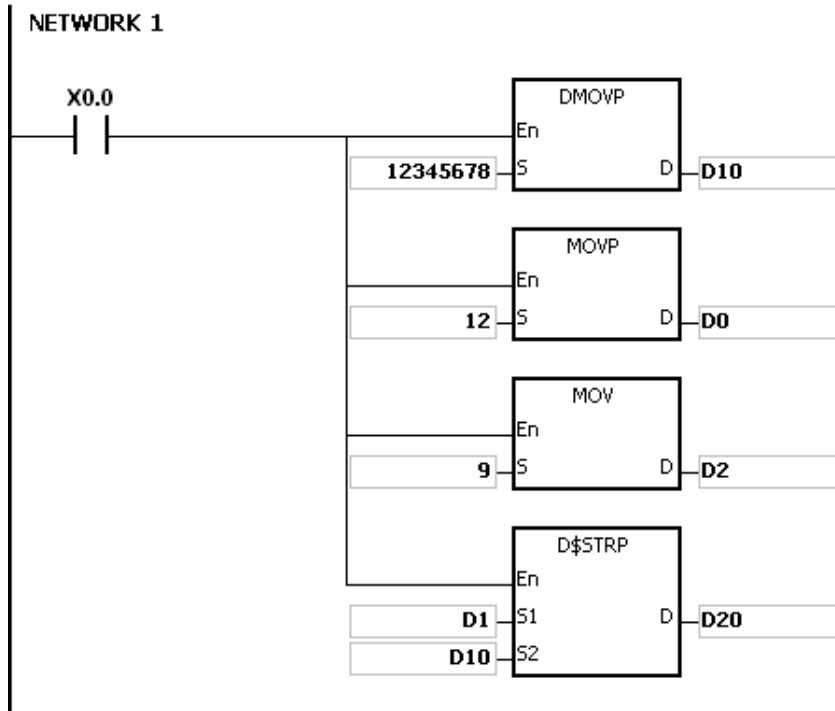 NETWORK 1
X0.0
DMOVP
En
12345678 S D D10
MOVP
En
12 S D D0
MOV
En
9 S D D2
D$STRP
En
D1 S1 D D20
D10 S2